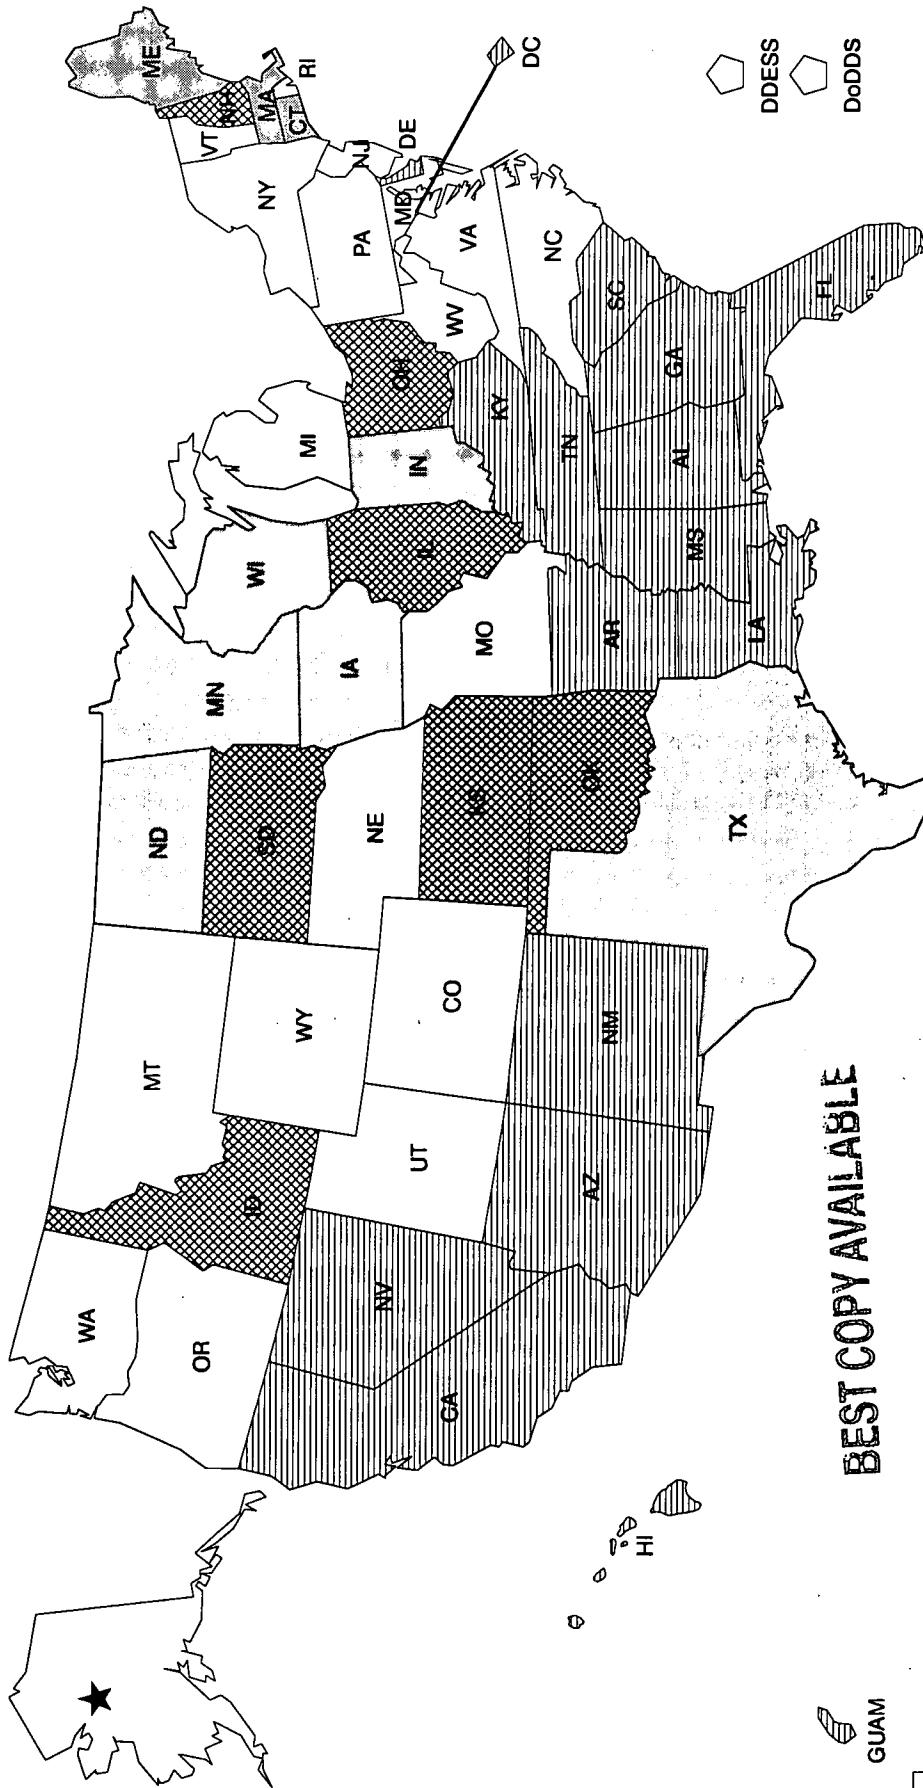 WA
MT
ND
MN
WI
MI
NY
VT
NH
ME
MA
CT
RI
OR
ID
WY
SD
IA
IL
IN
OH
PA
NJ
DE
MD
DC
NV
UT
CO
NE
KS
MO
KY
WV
VA
CA
AZ
NM
OK
AR
TN
NC
SC
TX
LA
MS
AL
GA
FL
HI
GUAM
DDESS
DoDDS
BEST COPY AVAILABLE